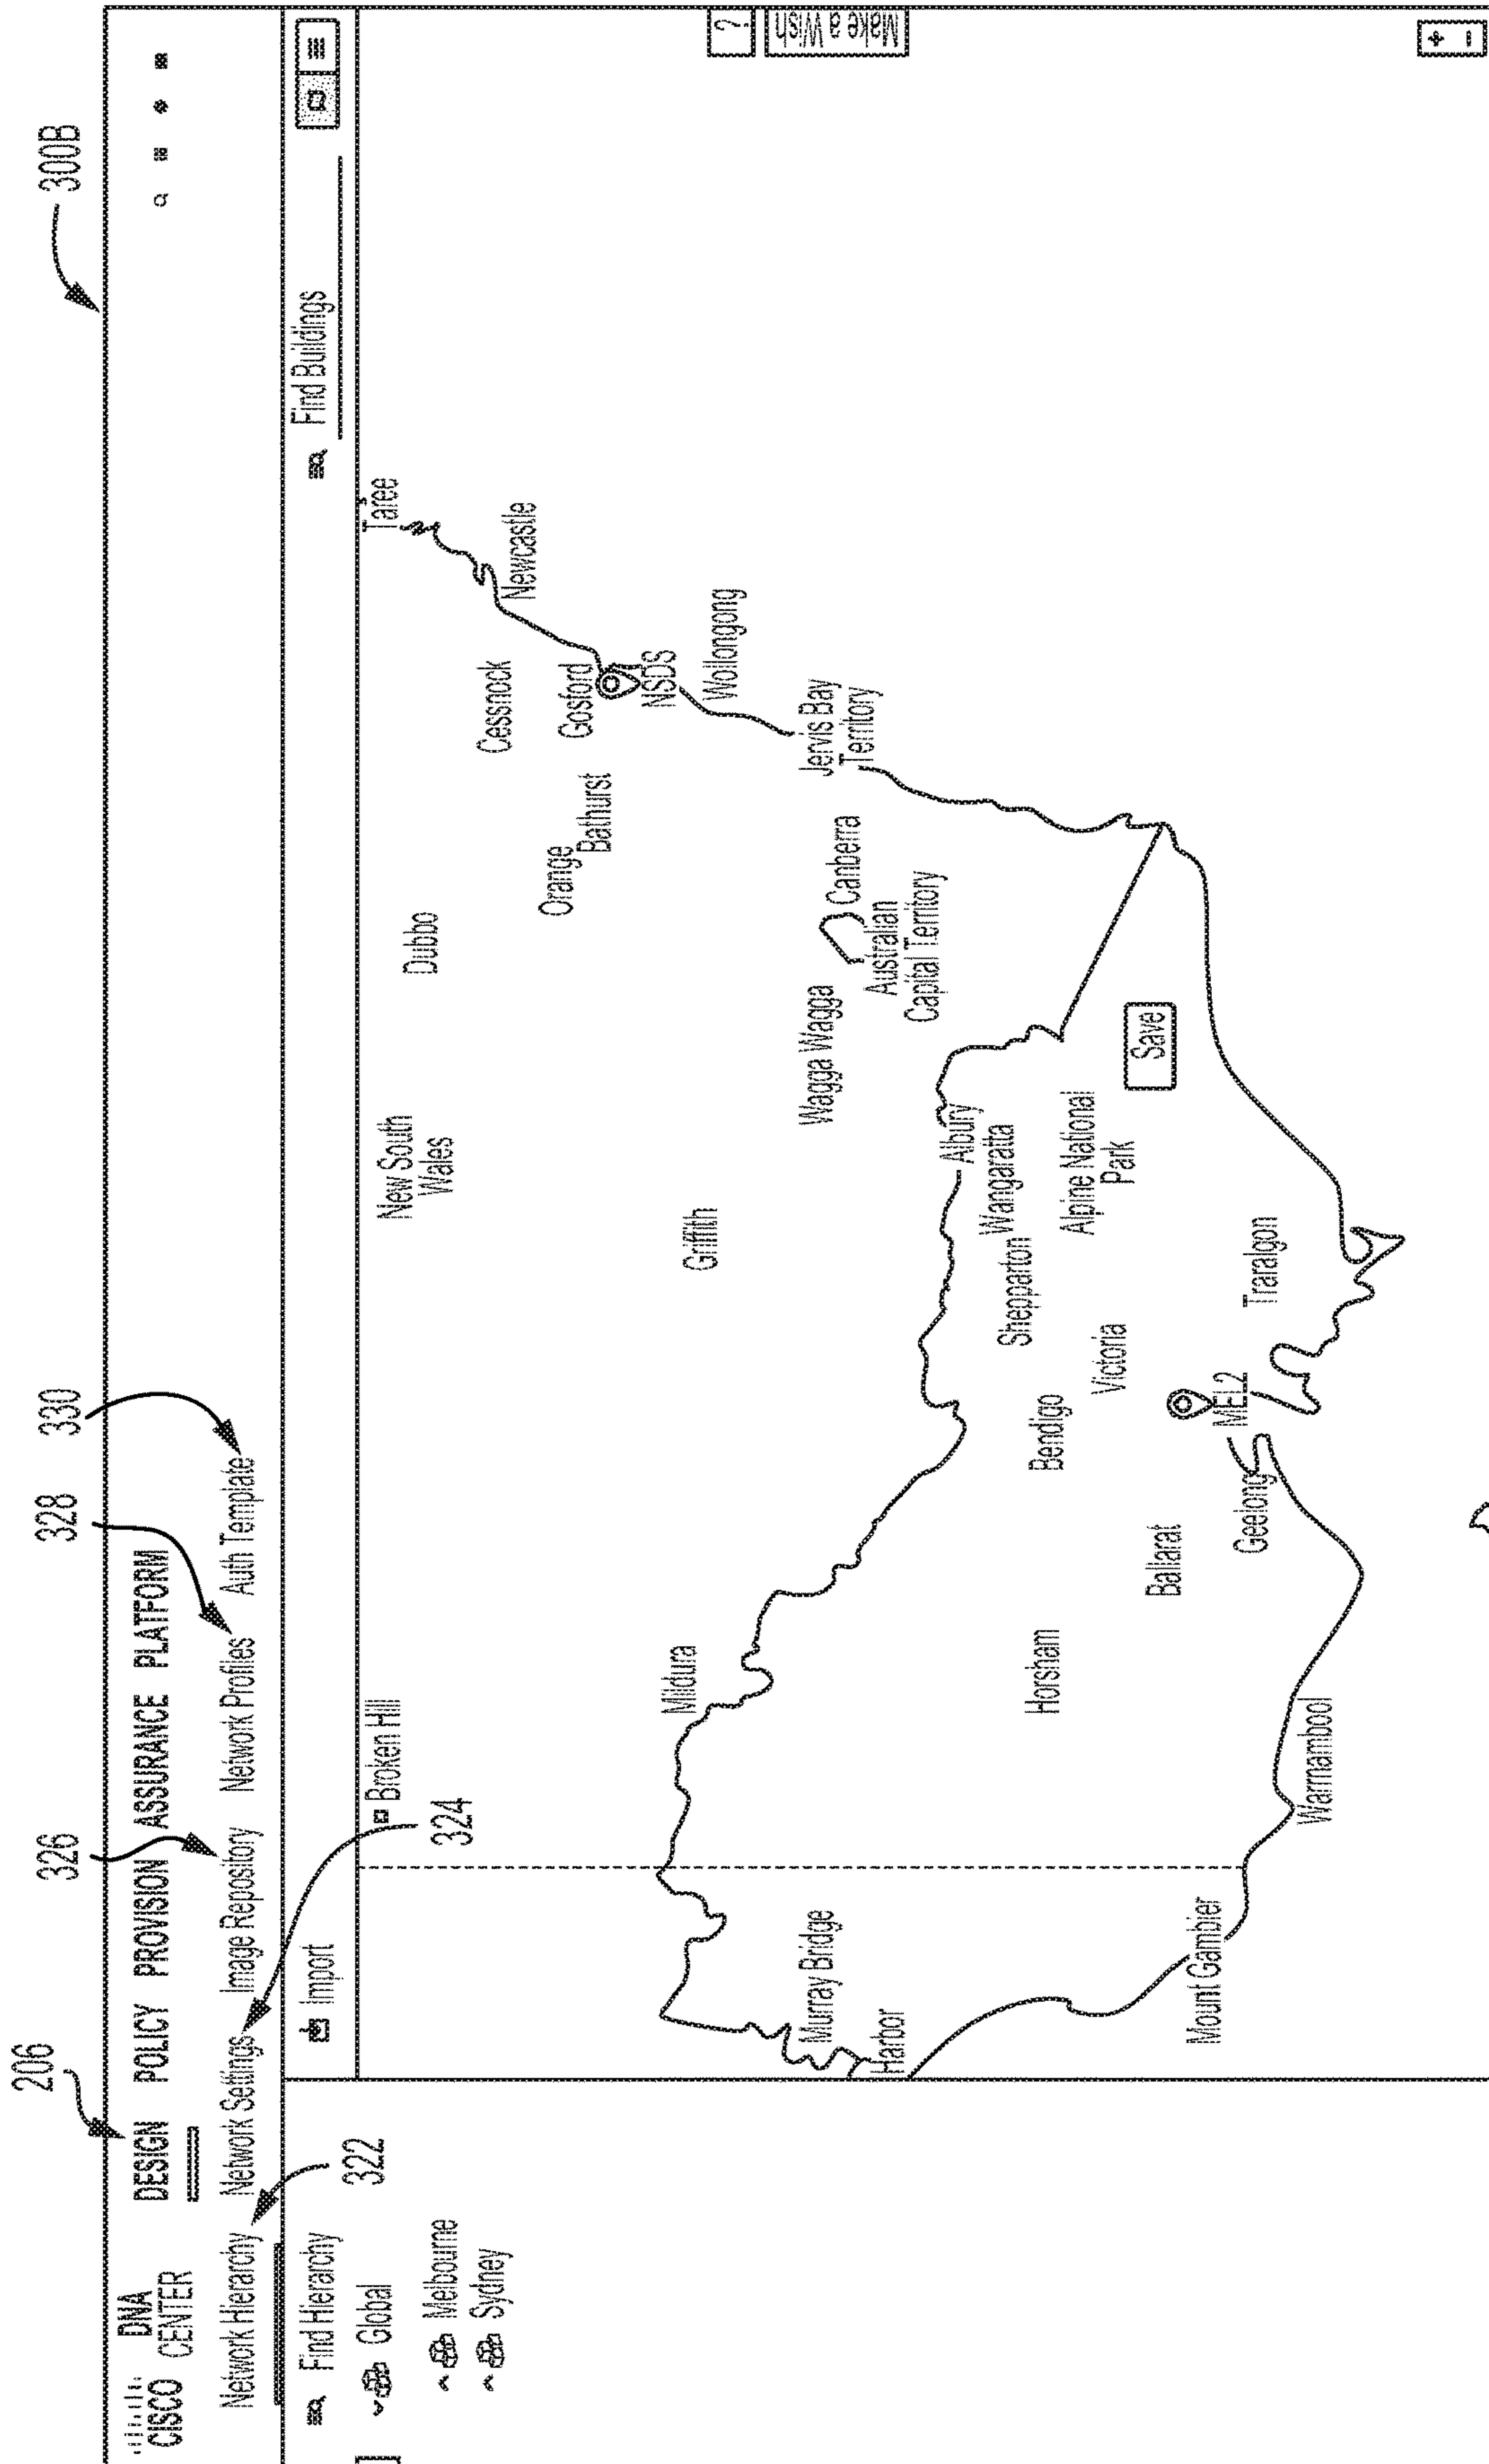 300B
206
326
328
330
CISCO DNA CENTER
DESIGN POLICY PROVISION ASSURANCE PLATFORM
Network Hierarchy Network Settings Image Repository Network Profiles Auth Template
322
324
Find Hierarchy
Import
Find Buildings
Global
Melbourne
Sydney
Broken Hill
New South
Wales
Dubbo
Taree
Newcastle
Cessnock
Orange
Bathurst
Gosford
NSDS
Mildura
Griffith
Wollongong
?
Make a Wish
Murray Bridge
Wagga Wagga
Canberra
Jervis Bay
Territory
Harbor
Australian
Capital Territory
Albury
Wangaratta
Shepparton
Horsham
Bendigo
Alpine National
Park
Victoria
Save
Ballarat
Mount Gambier
MEL2
Geelong
Traralgon
Warrnambool
+
-